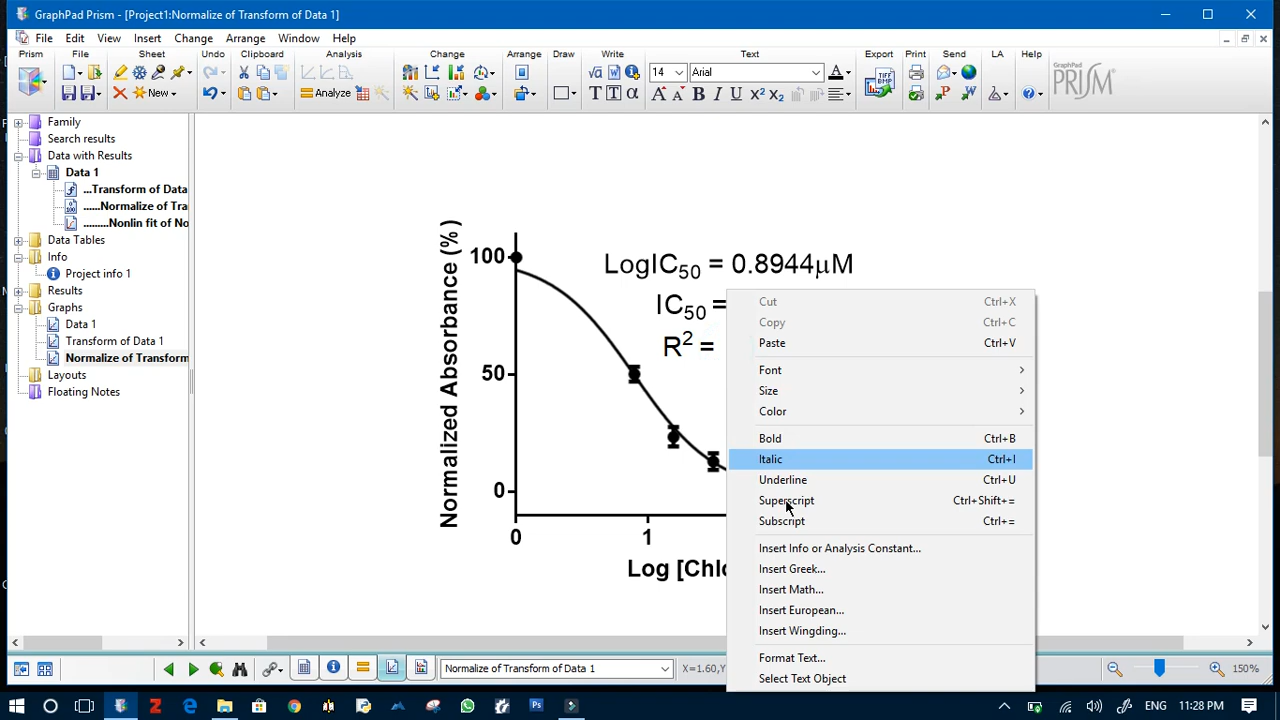 GraphPad Prism - [Project1:Normalize of Transform of Data 1]
File Edit View Insert Change Arrange Window Help
Prism File Sheet Undo Clipboard Analysis Change Arrange Draw Write Text Export Print Send LA Help
14 Arial
New Analyze
GraphPad
PRISM
Family
Search results
Data with Results
Data 1
...Transform of Data
......Normalize of Tra
.........Nonlin fit of No
Data Tables
Info
Project info 1
Results
Graphs
Data 1
Transform of Data 1
Normalize of Transform
Layouts
Floating Notes
Normalized Absorbance (%)
100
50
0
0 1
Log [Chlo
LogIC50 = 0.8944μM
IC50 =
R2 =
Cut Ctrl+X
Copy Ctrl+C
Paste Ctrl+V
Font
Size
Color
Bold Ctrl+B
Italic Ctrl+I
Underline Ctrl+U
Superscript Ctrl+Shift+=
Subscript Ctrl+=
Insert Info or Analysis Constant...
Insert Greek...
Insert Math...
Insert European...
Insert Wingding...
Format Text...
Select Text Object
Normalize of Transform of Data 1
X=1.60,Y
150%
ENG 11:28 PM